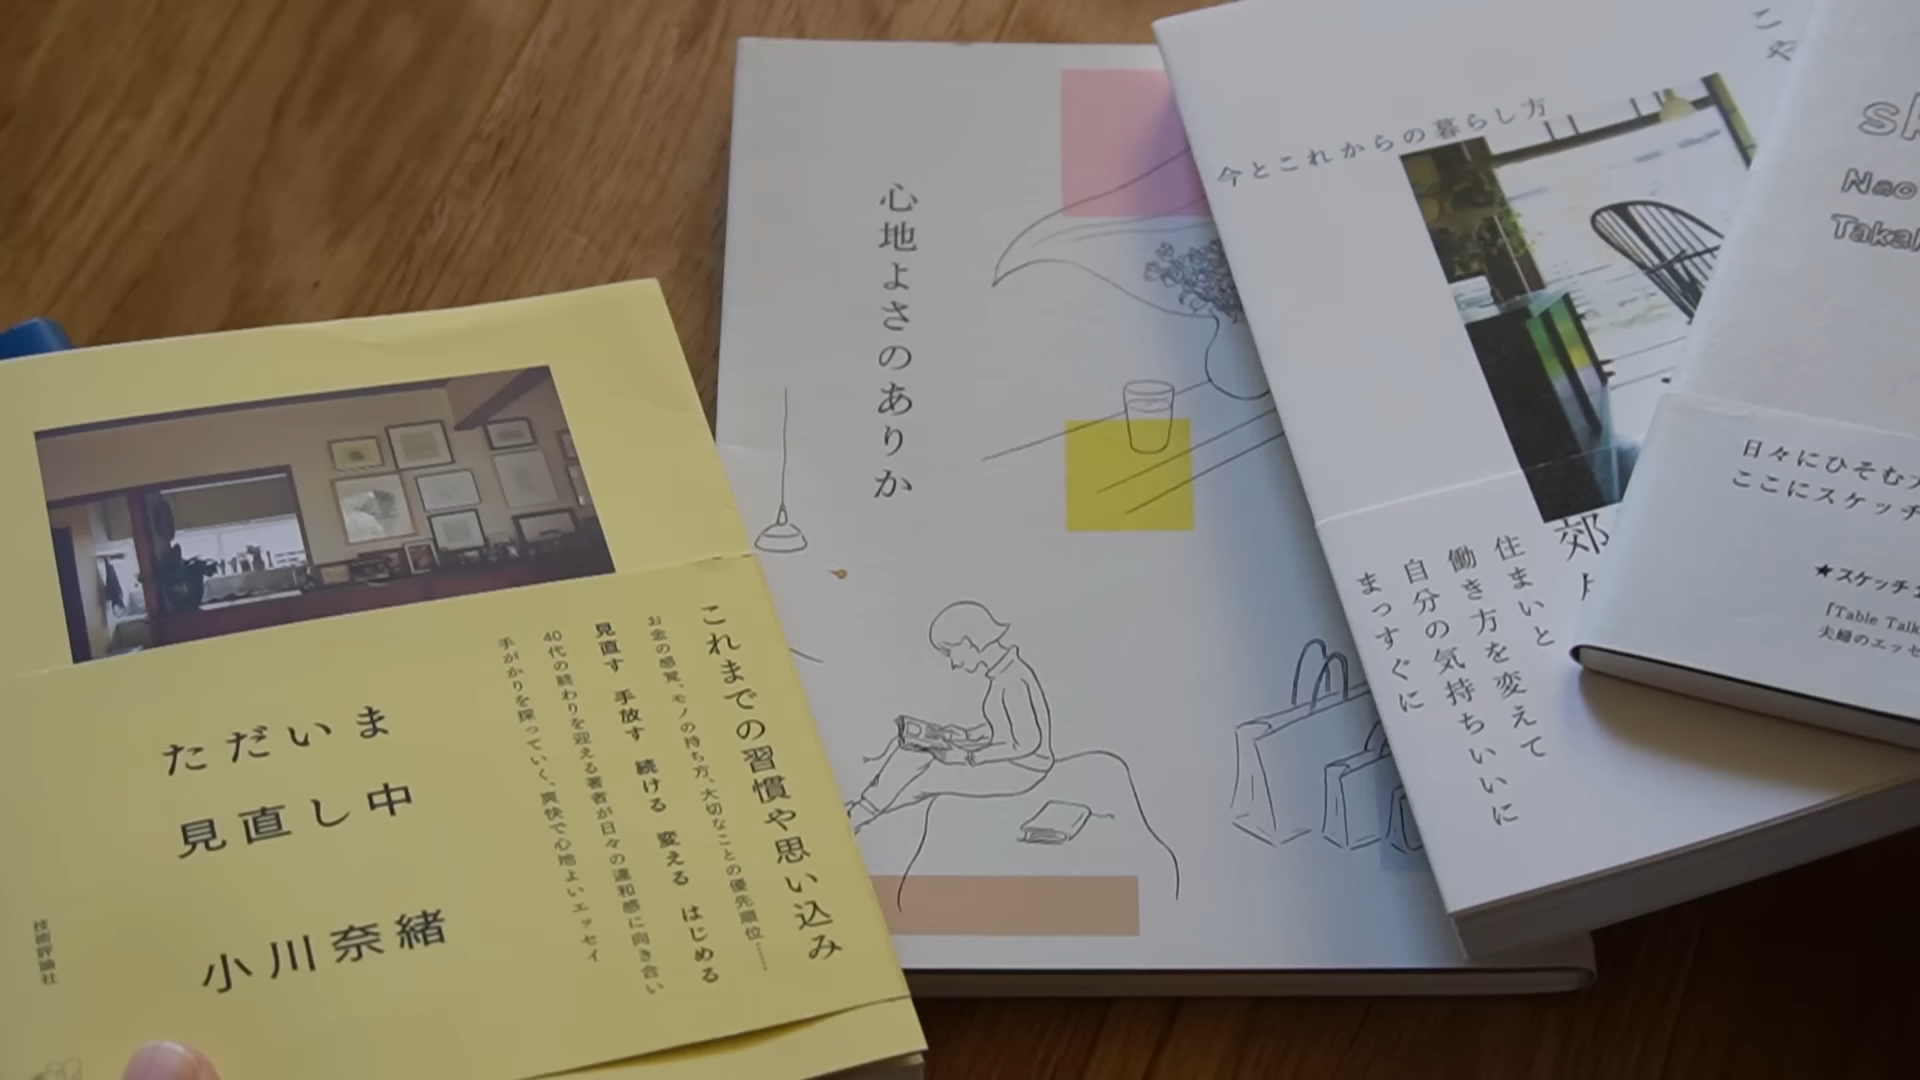 ただいま
見直し中
小川奈緒
技術評論社
これまでの習慣や思い込み
お金の感覚、モノの持ち方、大切なことの優先順位……
見直す 手放す 続ける 変える はじめる
40代の終わりを迎える著者が日々の違和感に向き合い
手がかりを探っていく、爽快で心地よいエッセイ
心地よさのありか
今とこれからの暮らし方
こ
や
郊
住まいと
働き方を変えて
自分の気持ちいいに
まっすぐに
sk
Nao
Taka
日々にひそむ
ここにスケッチ
★スケッチ
『Table Talk
夫婦のエッセ